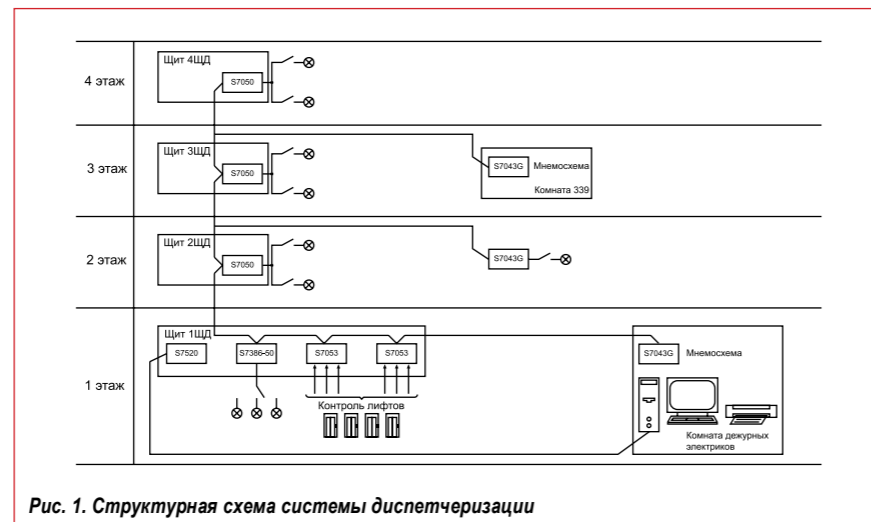 4 этаж
Щит 4ЩД
S7050
3 этаж
Щит 3ЩД
S7050
S7043G Мнемосхема
Комната 339
2 этаж
Щит 2ЩД
S7050
S7043G
1 этаж
Щит 1ЩД
S7520 S7386-50 S7053 S7053
Контроль лифтов
S7043G Мнемосхема
Комната дежурных
электриков
Рис. 1. Структурная схема системы диспетчеризации